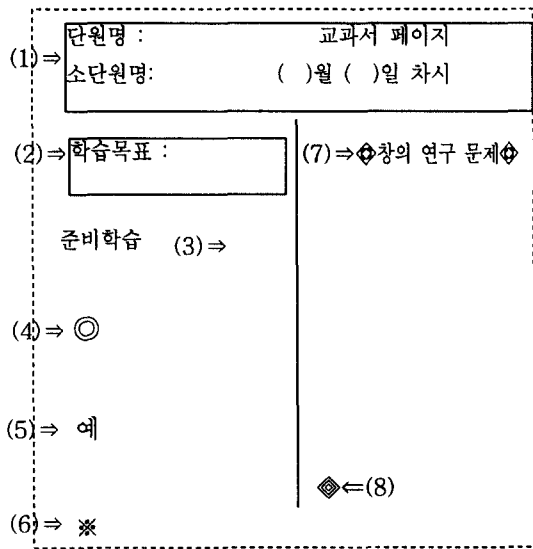 단원명 : 교과서 페이지
(1)⇒
소단원명: ( )월 ( )일 차시
(2)⇒ 학습목표 :
(7)⇒ 창의 연구 문제
준비학습 (3)⇒
(4)⇒ ◎
(5)⇒ 예
◈⇐(8)
(6)⇒ ※